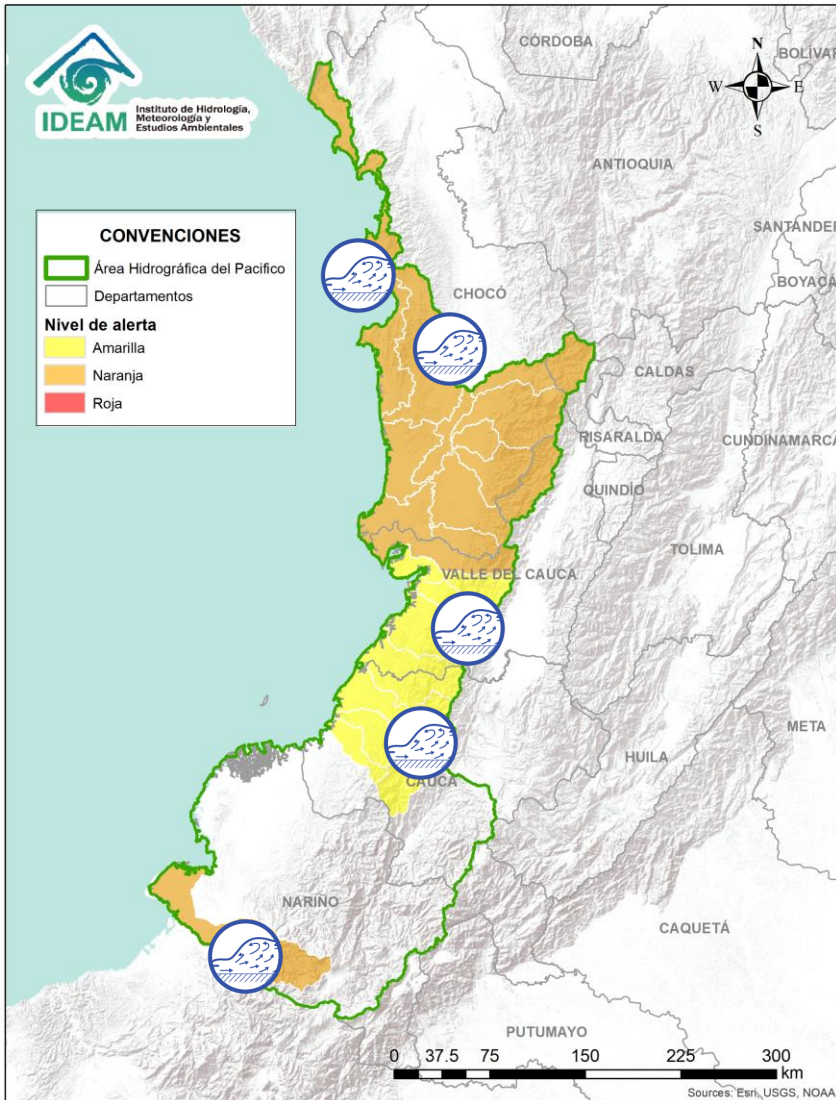 IDEAM
Instituto de Hidrología,
Meteorología y
Estudios Ambientales
CÓRDOBA
BOLÍVAR
N
W
E
S
ANTIOQUIA
SANTANDER
BOYACÁ
CONVENCIONES
Área Hidrográfica del Pacifico
Departamentos
Nivel de alerta
Amarilla
Naranja
Roja
CHOCÓ
CALDAS
RISARALDA
CUNDINAMARCA
QUINDÍO
TOLIMA
VALLE DEL CAUCA
META
HUILA
CAUCA
NARIÑO
CAQUETÁ
PUTUMAYO
0 37.5 75 150 225 300
km
Sources: Esri, USGS, NOAA